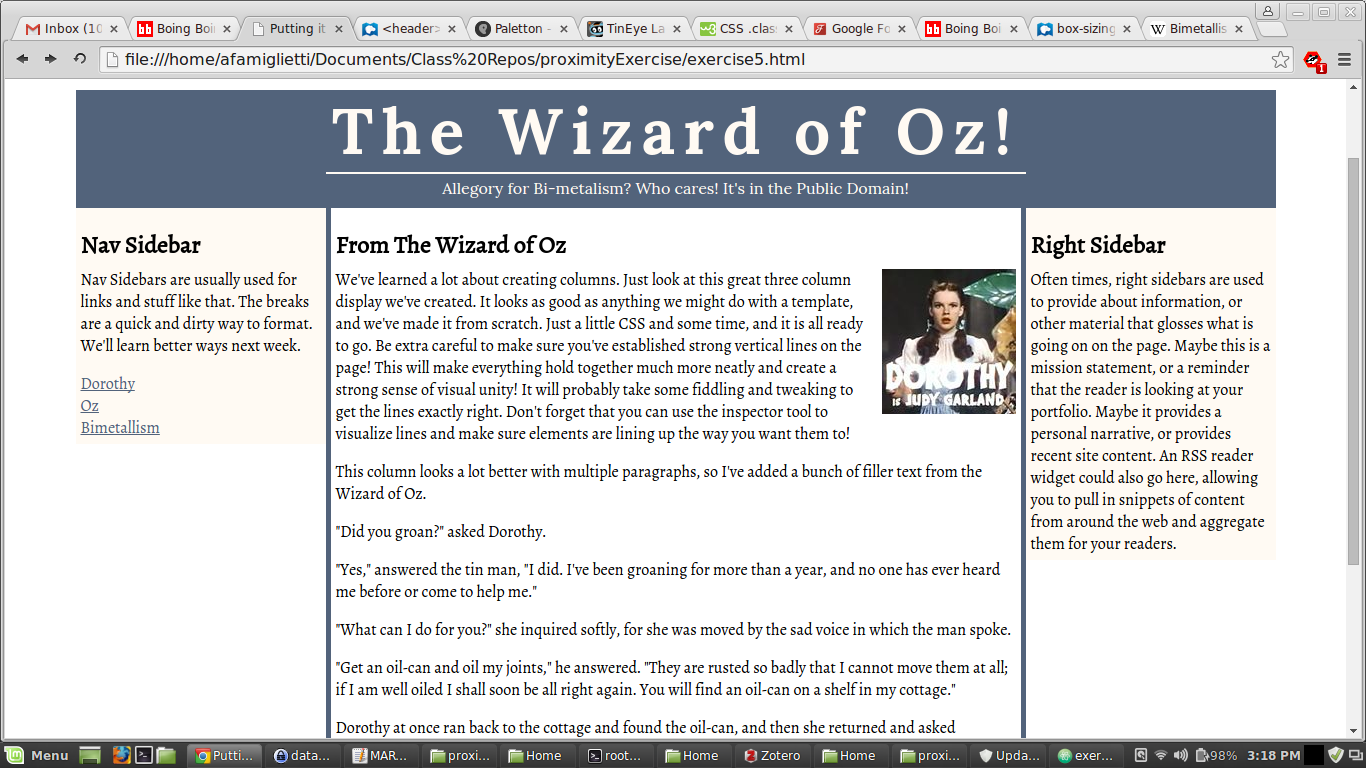 Inbox (10
Boing Boi
Putting it
<header>
Paletton -
TinEye La
CSS .class
Google Fo
Boing Boi
box-sizing
Bimetallis
file:///home/afamiglietti/Documents/Class%20Repos/proximityExercise/exercise5.html
1
The Wizard of Oz!
Allegory for Bi-metalism? Who cares! It's in the Public Domain!
Nav Sidebar
Nav Sidebars are usually used for
links and stuff like that. The breaks
are a quick and dirty way to format.
We'll learn better ways next week.
Dorothy
Oz
Bimetallism
From The Wizard of Oz
We've learned a lot about creating columns. Just look at this great three column
display we've created. It looks as good as anything we might do with a template,
and we've made it from scratch. Just a little CSS and some time, and it is all ready
to go. Be extra careful to make sure you've established strong vertical lines on the
page! This will make everything hold together much more neatly and create a
strong sense of visual unity! It will probably take some fiddling and tweaking to
get the lines exactly right. Don't forget that you can use the inspector tool to
visualize lines and make sure elements are lining up the way you want them to!
DOROTHY
IS JUDY GARLAND
This column looks a lot better with multiple paragraphs, so I've added a bunch of filler text from the
Wizard of Oz.
"Did you groan?" asked Dorothy.
"Yes," answered the tin man, "I did. I've been groaning for more than a year, and no one has ever heard
me before or come to help me."
"What can I do for you?" she inquired softly, for she was moved by the sad voice in which the man spoke.
"Get an oil-can and oil my joints," he answered. "They are rusted so badly that I cannot move them at all;
if I am well oiled I shall soon be all right again. You will find an oil-can on a shelf in my cottage."
Dorothy at once ran back to the cottage and found the oil-can, and then she returned and asked
Right Sidebar
Often times, right sidebars are used
to provide about information, or
other material that glosses what is
going on on the page. Maybe this is a
mission statement, or a reminder
that the reader is looking at your
portfolio. Maybe it provides a
personal narrative, or provides
recent site content. An RSS reader
widget could also go here, allowing
you to pull in snippets of content
from around the web and aggregate
them for your readers.
Menu
Putti...
data...
MAR...
proxi...
Home
root...
Home
Zotero
Home
proxi...
Upda...
exer...
98%
3:18 PM